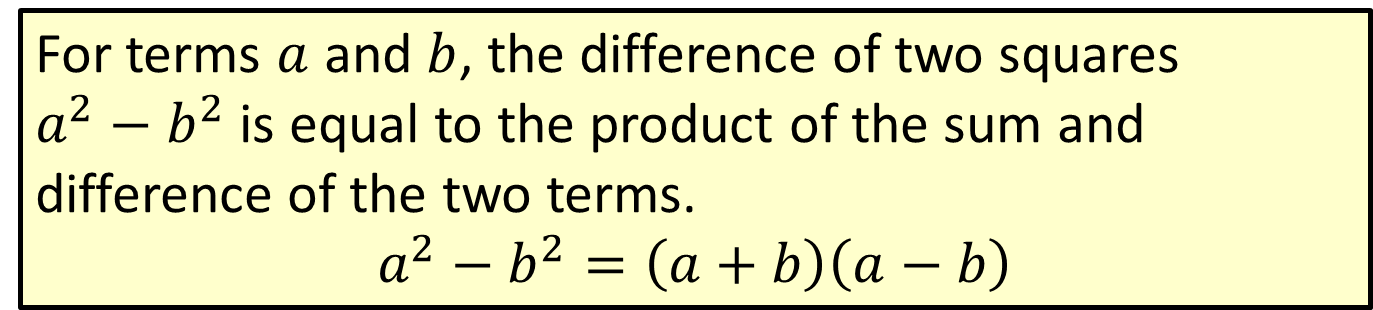 For terms 𝑎 and 𝑏, the difference of two squares
𝑎² − 𝑏² is equal to the product of the sum and
difference of the two terms.
𝑎² − 𝑏² = (𝑎 + 𝑏)(𝑎 − 𝑏)